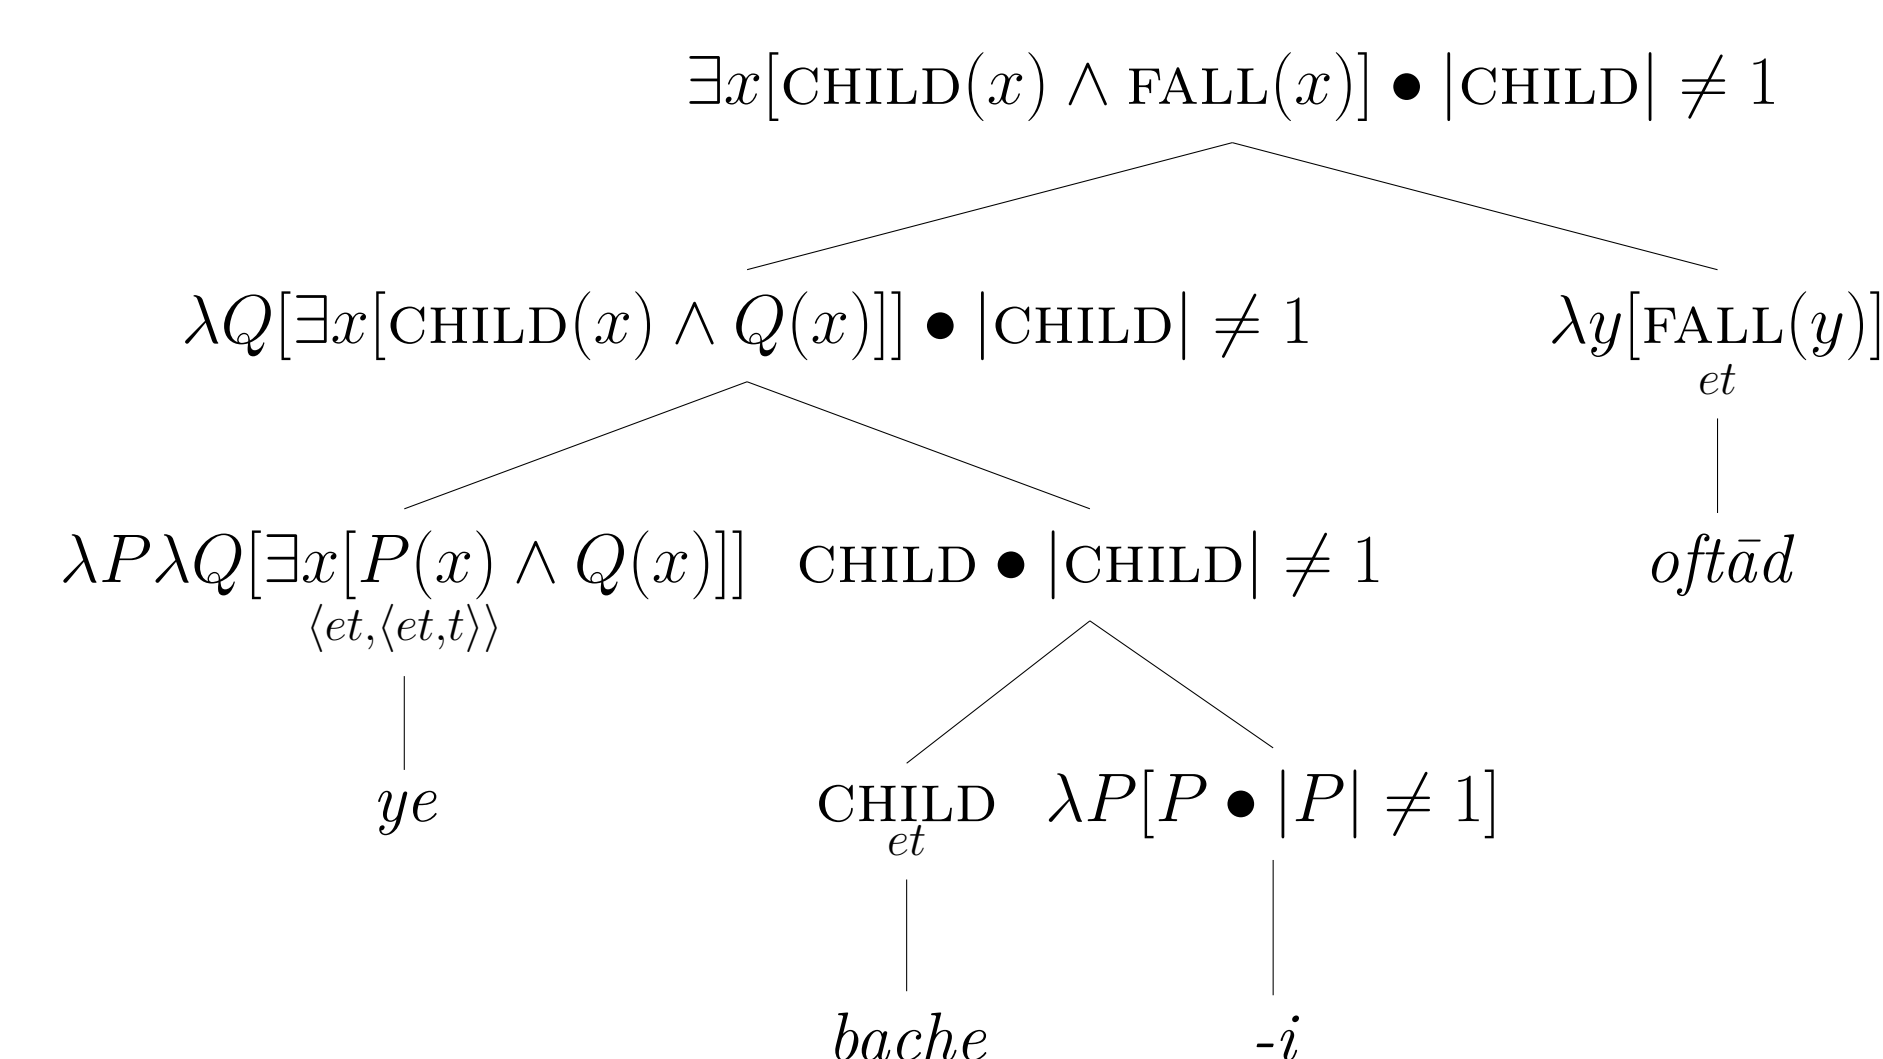 ∃x[CHILD(x) ∧ FALL(x)] • |CHILD| ≠ 1
λQ[∃x[CHILD(x) ∧ Q(x)]] • |CHILD| ≠ 1 λy[FALL(y)]
et
λPλQ[∃x[P(x) ∧ Q(x)]] CHILD • |CHILD| ≠ 1 oftād
⟨et,⟨et,t⟩⟩
ye CHILD λP[P • |P| ≠ 1]
et
bache -i